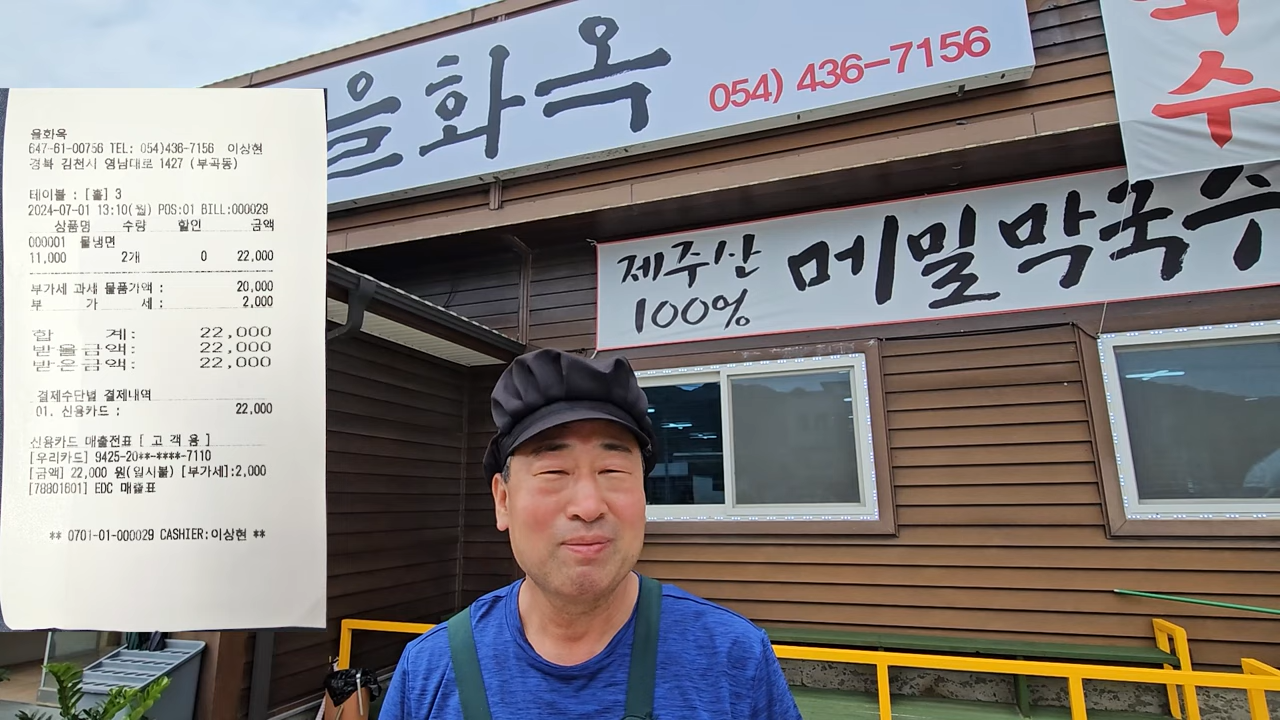 율화옥
054) 436-7156
수
제주산
100%
메밀막국수
율화옥
647-61-00756 TEL: 054)436-7156 이상현
경북 김천시 영남대로 1427 (부곡동)
테이블 : [홀] 3
2024-07-01 13:10(월) POS:01 BILL:000029
상품명 수량 할인 금액
000001 물냉면
11,000 2개 0 22,000
부가세 과세 물품가액 : 20,000
부 가 세 : 2,000
합 계: 22,000
받을금액: 22,000
받은금액: 22,000
결제수단별 결제내역
01. 신용카드 : 22,000
신용카드 매출전표 [ 고 객 용 ]
[우리카드] 9425-20**-****-7110
[금액] 22,000 원(일시불) [부가세]:2,000
[78801601] EDC 매출표
** 0701-01-000029 CASHIER:이상현 **